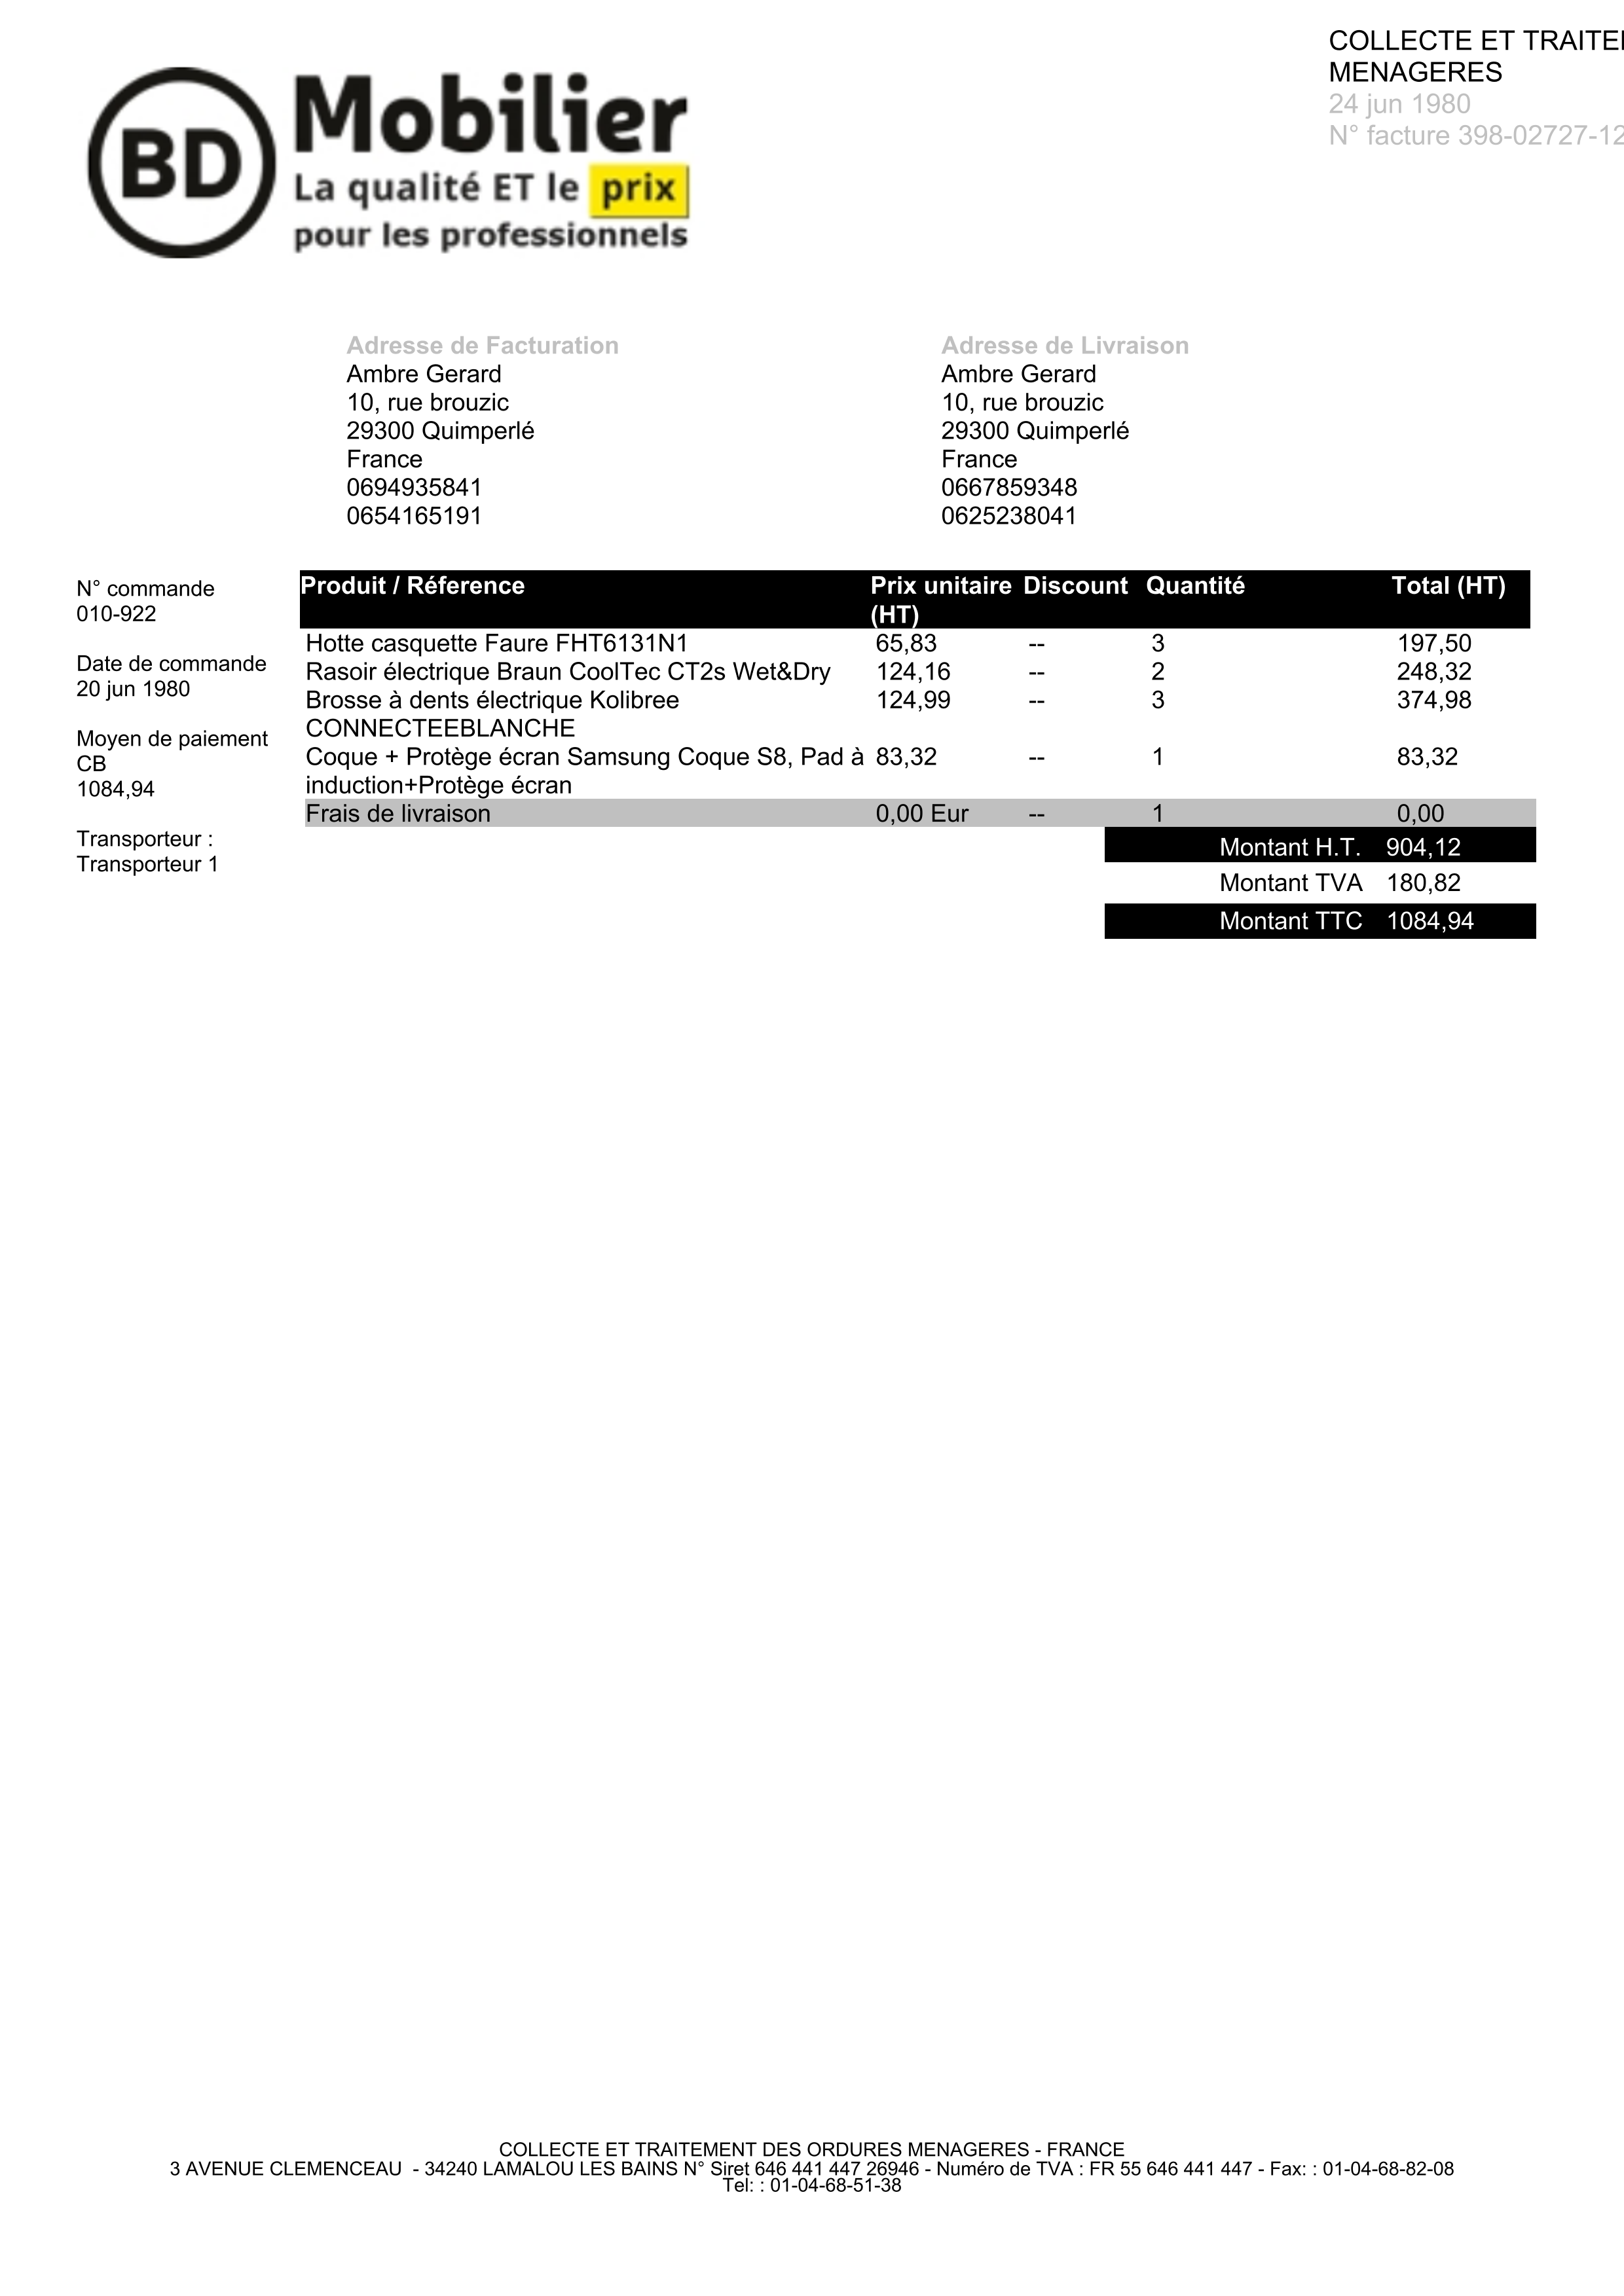 COLLECTE ET TRAITE
MENAGERES
24 jun 1980
N° facture 398-02727-12
BD
Mobilier
La qualité ET le prix
pour les professionnels
Adresse de Facturation
Ambre Gerard
10, rue brouzic
29300 Quimperlé
France
0694935841
0654165191
Adresse de Livraison
Ambre Gerard
10, rue brouzic
29300 Quimperlé
France
0667859348
0625238041
N° commande
010-922
Date de commande
20 jun 1980
Moyen de paiement
CB
1084,94
Transporteur :
Transporteur 1
Produit / Réference Prix unitaire (HT) Discount Quantité Total (HT)
Hotte casquette Faure FHT6131N1 65,83 -- 3 197,50
Rasoir électrique Braun CoolTec CT2s Wet&Dry 124,16 -- 2 248,32
Brosse à dents électrique Kolibree 124,99 -- 3 374,98
CONNECTEEBLANCHE
Coque + Protège écran Samsung Coque S8, Pad à 83,32 -- 1 83,32
induction+Protège écran
Frais de livraison 0,00 Eur -- 1 0,00
Montant H.T. 904,12
Montant TVA 180,82
Montant TTC 1084,94
COLLECTE ET TRAITEMENT DES ORDURES MENAGERES - FRANCE
3 AVENUE CLEMENCEAU - 34240 LAMALOU LES BAINS N° Siret 646 441 447 26946 - Numéro de TVA : FR 55 646 441 447 - Fax: : 01-04-68-82-08
Tel: : 01-04-68-51-38